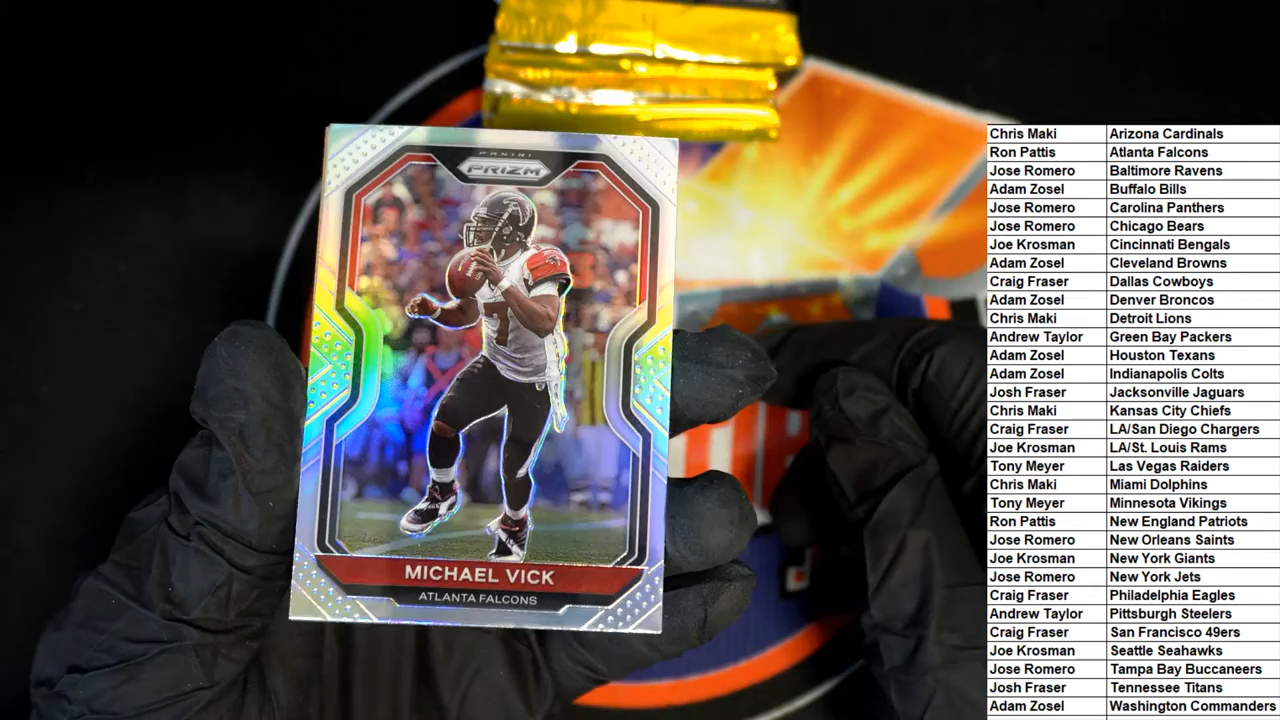 PANINI
PRIZM
7
MICHAEL VICK
ATLANTA FALCONS
Chris Maki Arizona Cardinals
Ron Pattis Atlanta Falcons
Jose Romero Baltimore Ravens
Adam Zosel Buffalo Bills
Jose Romero Carolina Panthers
Jose Romero Chicago Bears
Joe Krosman Cincinnati Bengals
Adam Zosel Cleveland Browns
Craig Fraser Dallas Cowboys
Adam Zosel Denver Broncos
Chris Maki Detroit Lions
Andrew Taylor Green Bay Packers
Adam Zosel Houston Texans
Adam Zosel Indianapolis Colts
Josh Fraser Jacksonville Jaguars
Chris Maki Kansas City Chiefs
Craig Fraser LA/San Diego Chargers
Joe Krosman LA/St. Louis Rams
Tony Meyer Las Vegas Raiders
Chris Maki Miami Dolphins
Tony Meyer Minnesota Vikings
Ron Pattis New England Patriots
Jose Romero New Orleans Saints
Joe Krosman New York Giants
Jose Romero New York Jets
Craig Fraser Philadelphia Eagles
Andrew Taylor Pittsburgh Steelers
Craig Fraser San Francisco 49ers
Joe Krosman Seattle Seahawks
Jose Romero Tampa Bay Buccaneers
Josh Fraser Tennessee Titans
Adam Zosel Washington Commanders